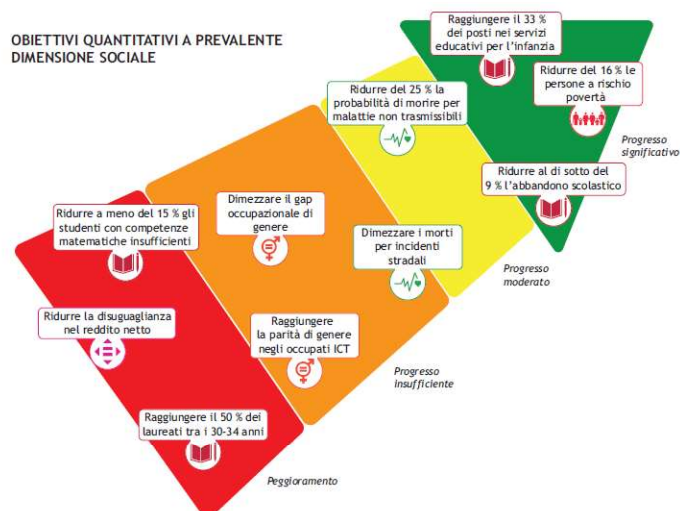 OBIETTIVI QUANTITATIVI A PREVALENTE
DIMENSIONE SOCIALE
Raggiungere il 33 %
dei posti nei servizi
educativi per l'infanzia
Ridurre del 16 % le
persone a rischio
povertà
Progresso
significativo
Ridurre al di sotto del
9 % l'abbandono scolastico
Ridurre del 25 % la
probabilità di morire per
malattie non trasmissibili
Dimezzare i morti
per incidenti
stradali
Progresso
moderato
Dimezzare il gap
occupazionale di
genere
Raggiungere
la parità di genere
negli occupati ICT
Progresso
Insufficiente
Ridurre a meno del 15 % gli
studenti con competenze
matematiche insufficienti
Ridurre la disuguaglianza
nel reddito netto
Raggiungere il 50 % dei
laureati tra i 30-34 anni
Peggioramento